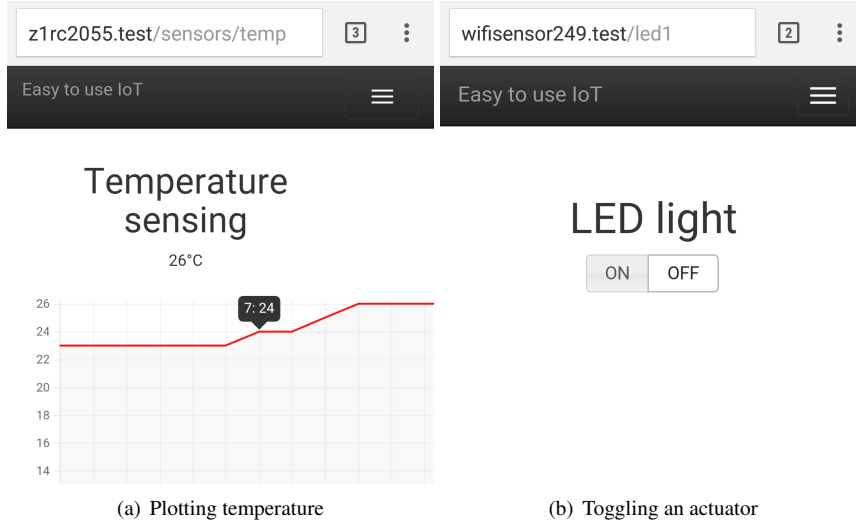 z1rc2055.test/sensors/temp
3
Easy to use IoT
Temperature
sensing
26°C
26
24
22
20
18
16
14
7: 24
(a) Plotting temperature
wifisensor249.test/led1
2
Easy to use IoT
LED light
ON OFF
(b) Toggling an actuator